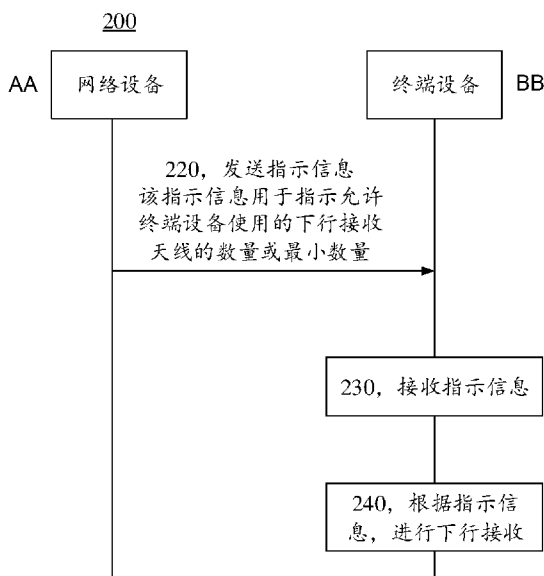 200
AA
网络设备
终端设备
BB
220，发送指示信息
该指示信息用于指示允许
终端设备使用的下行接收
天线的数量或最小数量
230，接收指示信息
240，根据指示信
息，进行下行接收